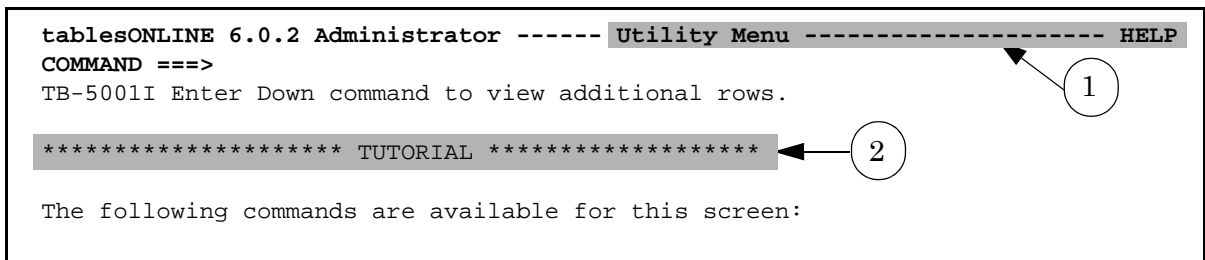 tablesONLINE 6.0.2 Administrator ------ Utility Menu --------------------- HELP
COMMAND ===>
1
TB-5001I Enter Down command to view additional rows.
********************* TUTORIAL ******************* 2
The following commands are available for this screen: